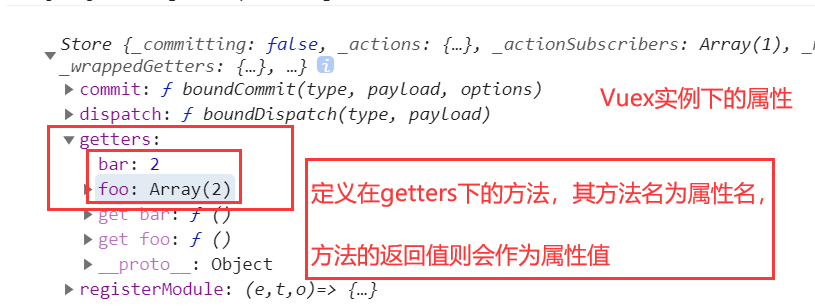 Store {_committing: false, _actions: {…}, _actionSubscribers: Array(1),
_wrappedGetters: {…}, …} i
commit: ƒ boundCommit(type, payload, options)
Vuex实例下的属性
dispatch: ƒ boundDispatch(type, payload)
getters:
bar: 2
foo: Array(2)
定义在getters下的方法，其方法名为属性名，
get bar: ƒ ()
get foo: ƒ ()
方法的返回值则会作为属性值
__proto__: Object
registerModule: (e,t,o)=> {…}